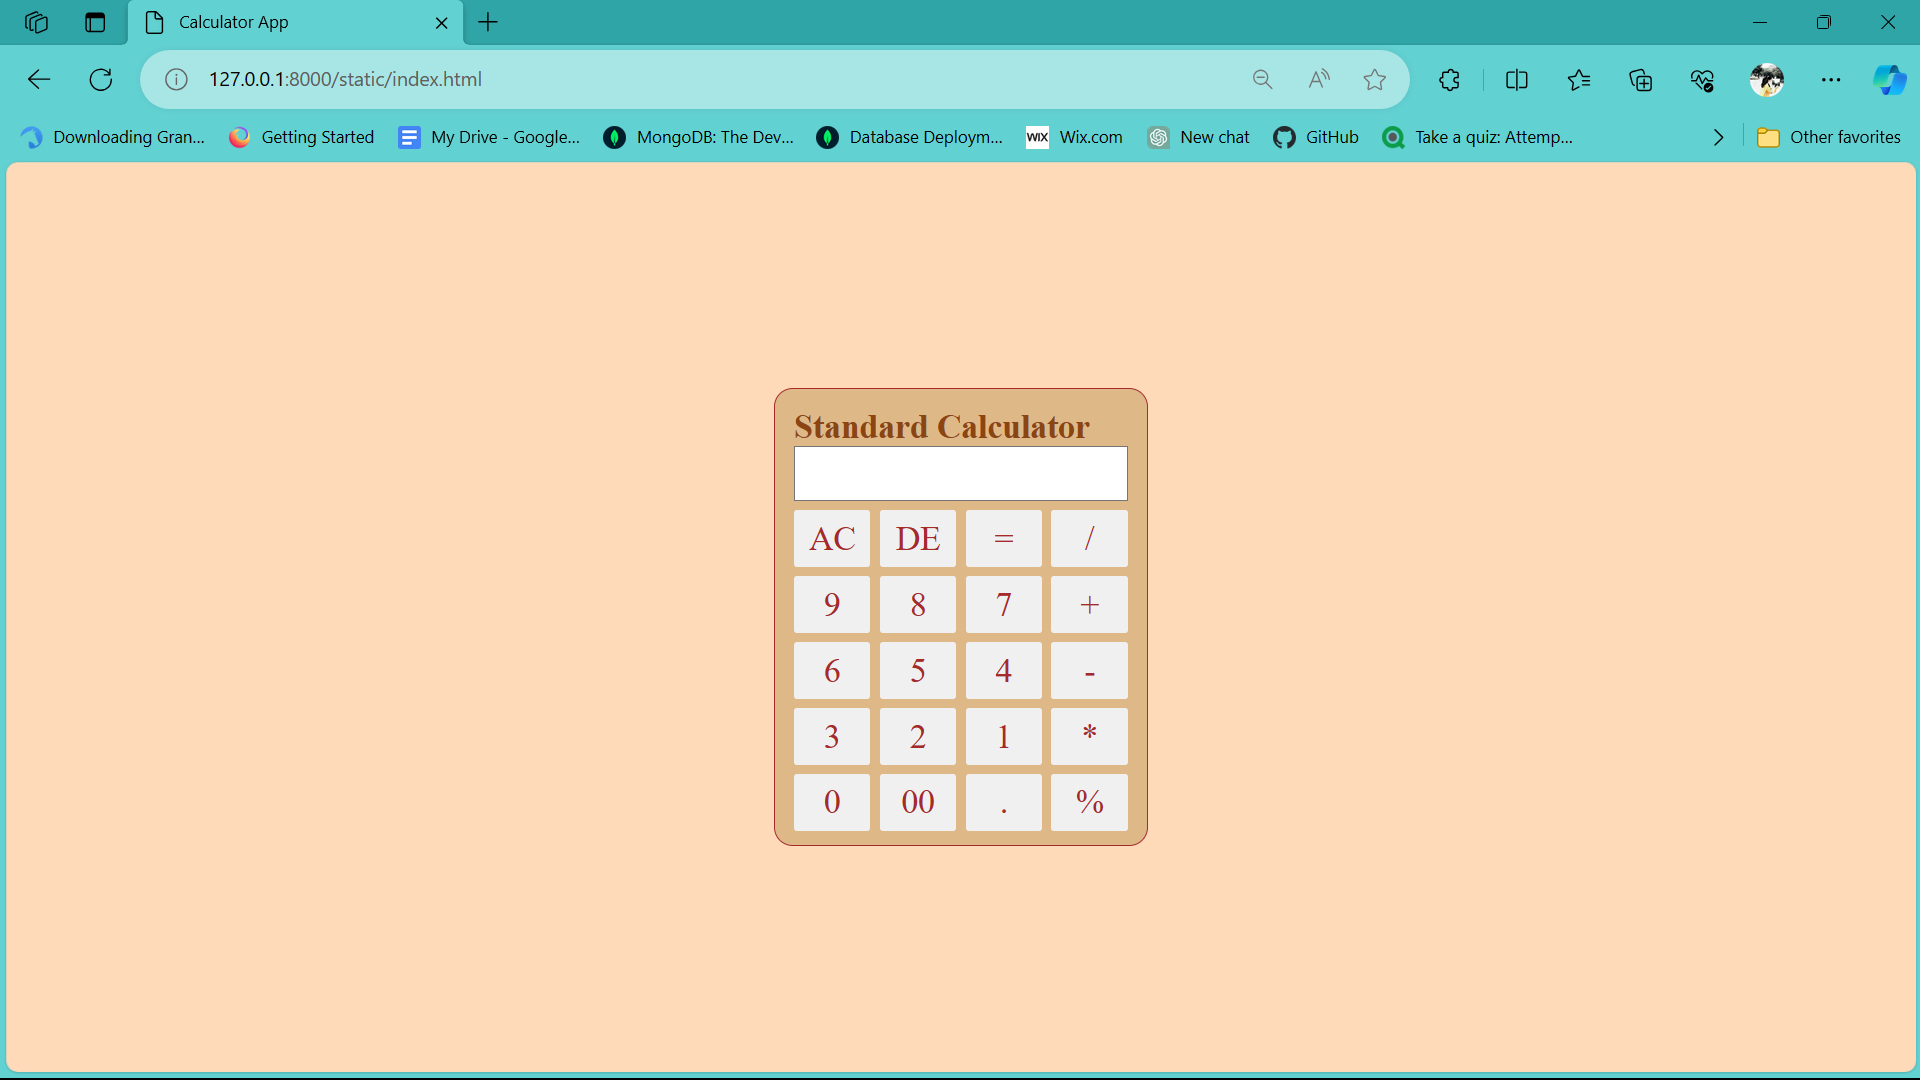 Calculator App
127.0.0.1:8000/static/index.html
Downloading Gran... Getting Started My Drive - Google... MongoDB: The Dev... Database Deploym... WIX Wix.com New chat GitHub Take a quiz: Attemp... Other favorites
Standard Calculator
AC DE = /
9 8 7 +
6 5 4 -
3 2 1 *
0 00 . %